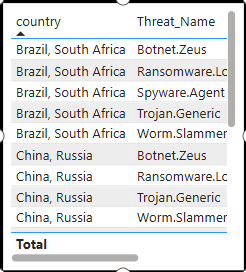 country Threat_Name
Brazil, South Africa Botnet.Zeus
Brazil, South Africa Ransomware.Lo
Brazil, South Africa Spyware.Agent
Brazil, South Africa Trojan.Generic
Brazil, South Africa Worm.Slammer
China, Russia Botnet.Zeus
China, Russia Ransomware.Lo
China, Russia Trojan.Generic
China, Russia Worm.Slammer
Total